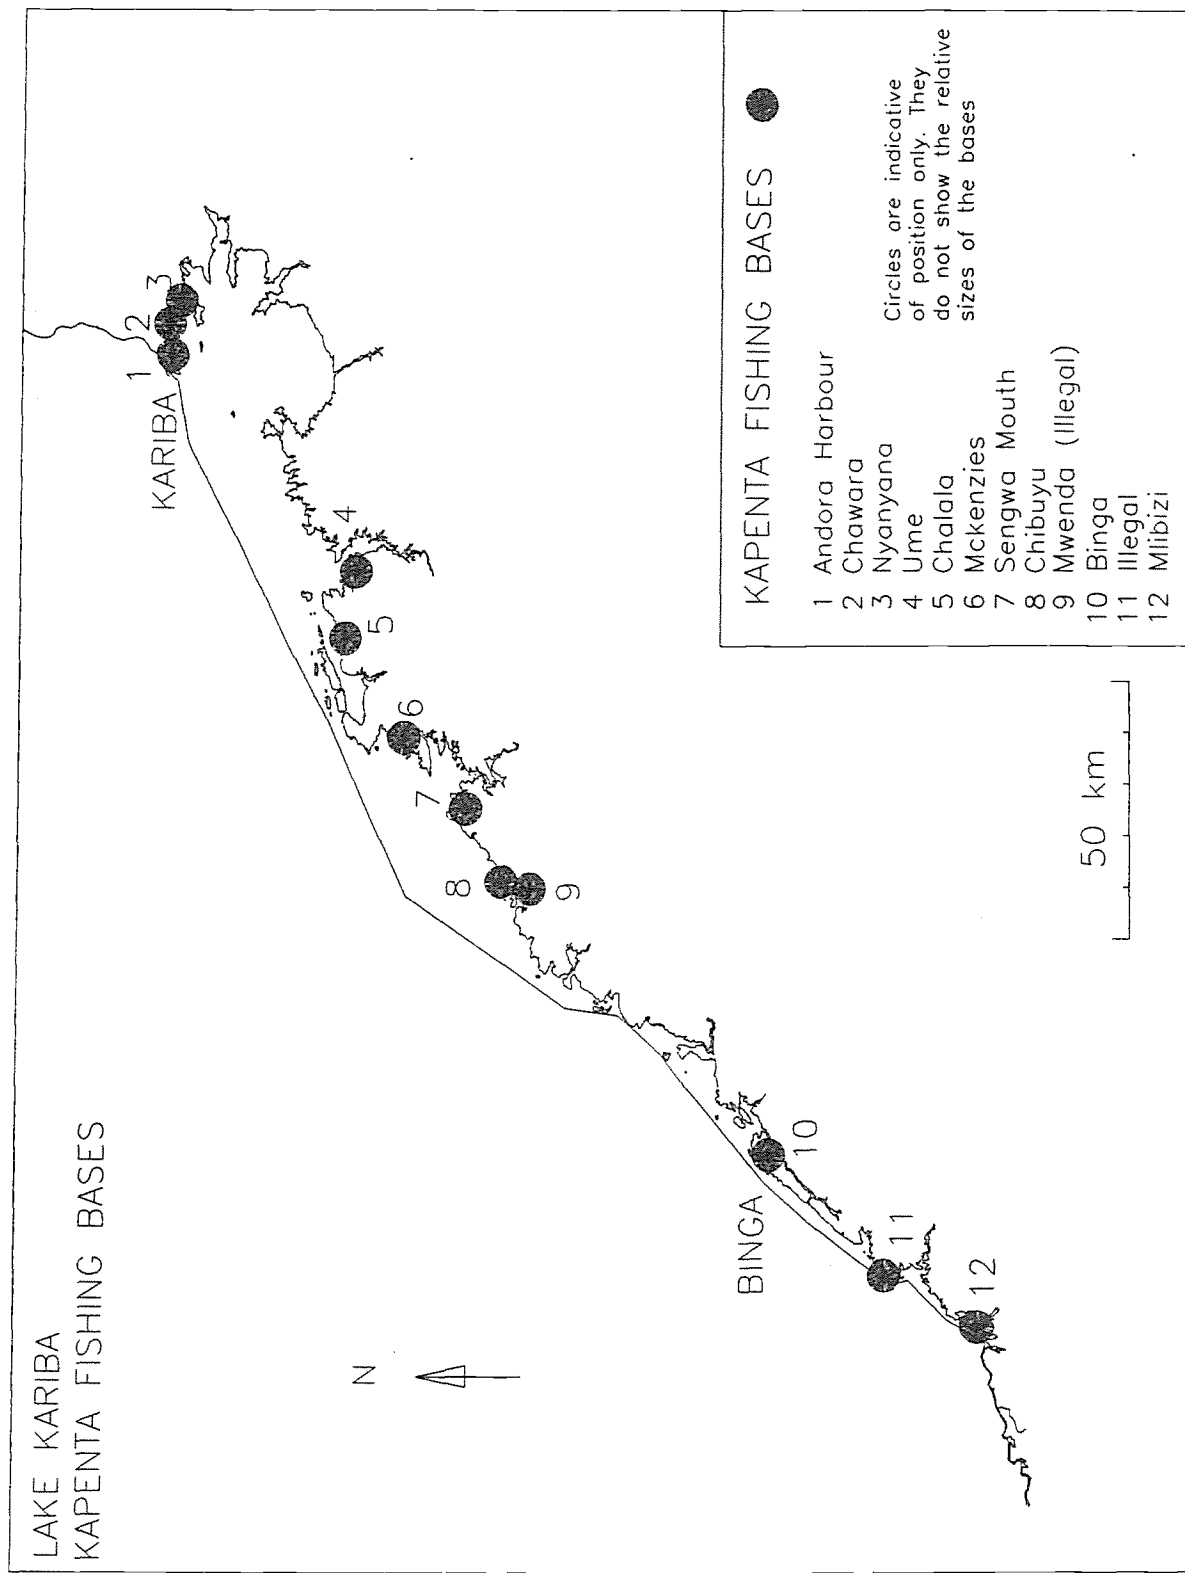 LAKE KARIBA
KAPENTA FISHING BASES
N
KARIBA
1
2
3
4
5
6
7
8
9
BINGA
10
11
12
50 km
KAPENTA FISHING BASES
1 Andora Harbour
2 Chawara
3 Nyanyana
4 Ume
5 Chalala
6 Mckenzies
7 Sengwa Mouth
8 Chibuyu
9 Mwenda (Illegal)
10 Binga
11 Illegal
12 Mlibizi
Circles are indicative
of position only. They
do not show the relative
sizes of the bases